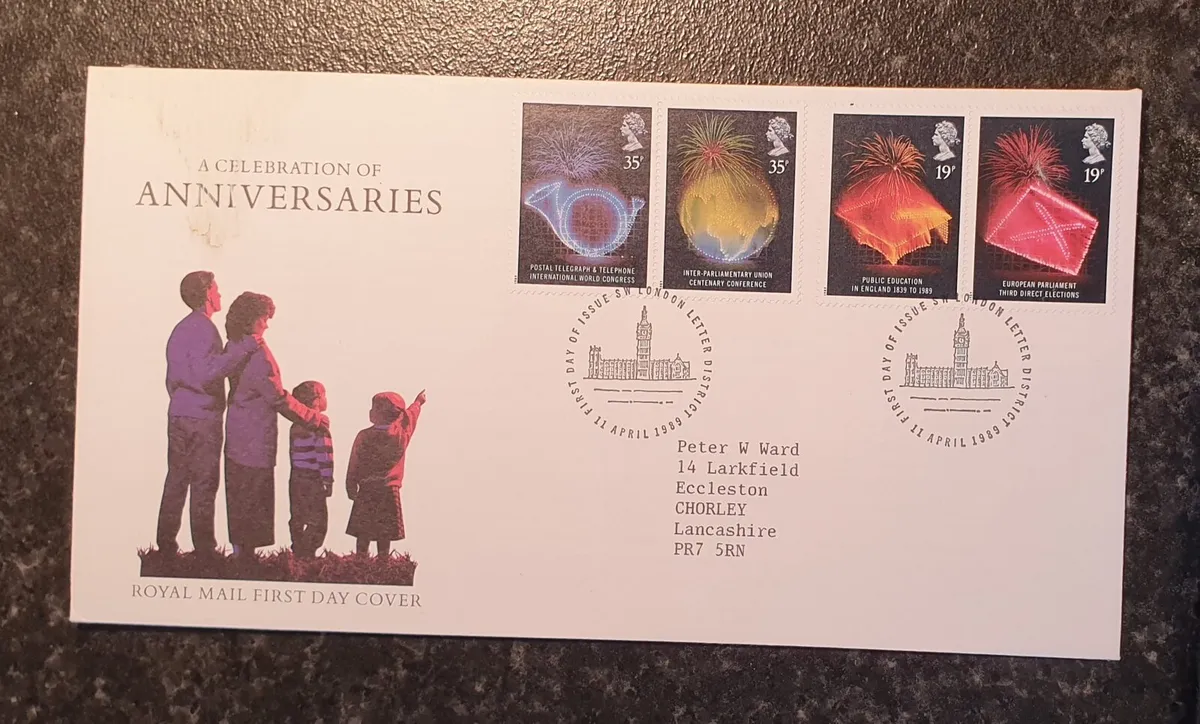 A CELEBRATION OF
ANNIVERSARIES
35P
POSTAL TELEGRAPH & TELEPHONE
INTERNATIONAL WORLD CONGRESS
35P
INTER-PARLIAMENTARY UNION
CENTENARY CONFERENCE
19P
PUBLIC EDUCATION
IN ENGLAND 1839 TO 1989
19P
EUROPEAN PARLIAMENT
THIRD DIRECT ELECTIONS
FIRST DAY OF ISSUE SW LONDON LETTER DISTRICT
11 APRIL 1989
FIRST DAY OF ISSUE SW LONDON LETTER DISTRICT
11 APRIL 1989
Peter W Ward
14 Larkfield
Eccleston
CHORLEY
Lancashire
PR7 5RN
ROYAL MAIL FIRST DAY COVER